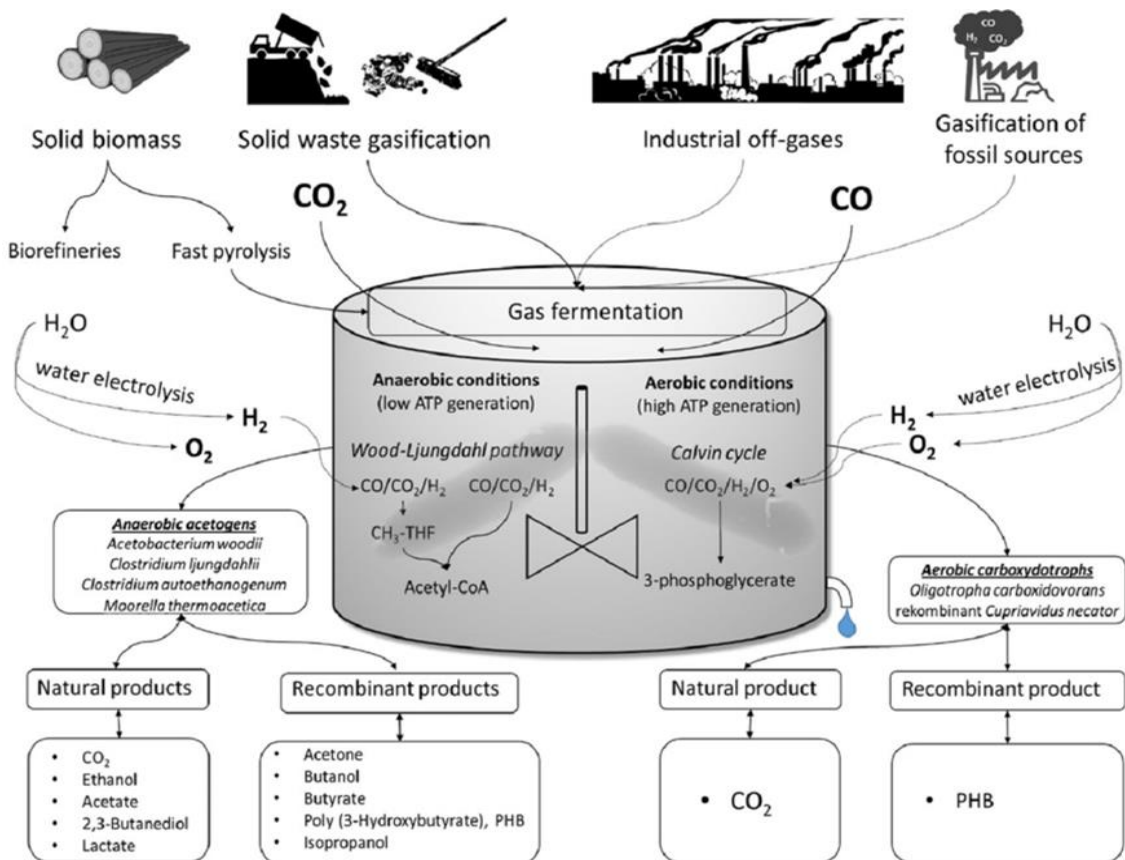 CO
H₂ CO₂
Solid biomass
Solid waste gasification
Industrial off-gases
Gasification of
fossil sources
CO₂
CO
Biorefineries
Fast pyrolysis
Gas fermentation
H₂O
water electrolysis
H₂
O₂
H₂O
water electrolysis
H₂
O₂
Anaerobic conditions
(low ATP generation)
Wood-Ljungdahl pathway
CO/CO₂/H₂
CO/CO₂/H₂
CH₃-THF
Acetyl-CoA
Aerobic conditions
(high ATP generation)
Calvin cycle
CO/CO₂/H₂/O₂
3-phosphoglycerate
Anaerobic acetogens
Acetobacterium woodii
Clostridium ljungdahlii
Clostridium autoethanogenum
Moorella thermoacetica
Aerobic carboxydotrophs
Oligotropha carboxidovorans
rekombinant Cupriavidus necator
Natural products
Recombinant products
Natural product
Recombinant product
• CO₂
• Ethanol
• Acetate
• 2,3-Butanediol
• Lactate
• Acetone
• Butanol
• Butyrate
• Poly (3-Hydroxybutyrate), PHB
• Isopropanol
• CO₂
• PHB